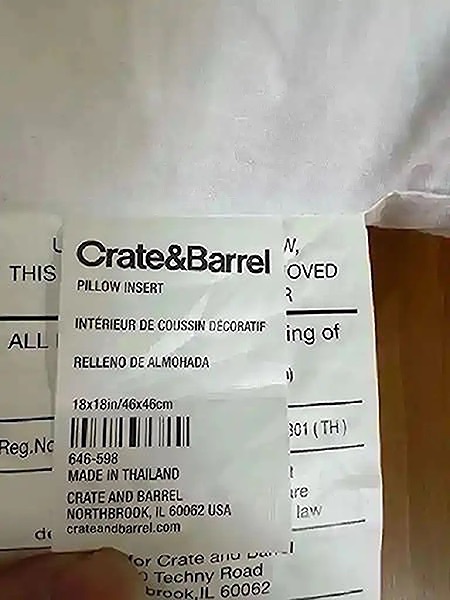 Crate&Barrel
PILLOW INSERT
INTÉRIEUR DE COUSSIN DÉCORATIF
RELLENO DE ALMOHADA
18x18in/46x46cm
646-598
MADE IN THAILAND
CRATE AND BARREL
NORTHBROOK, IL 60062 USA
crateandbarrel.com
THIS
OVED
ALL
ing of
Reg.No
301 (TH)
law
for Crate and Barrel
Techny Road
brook,IL 60062